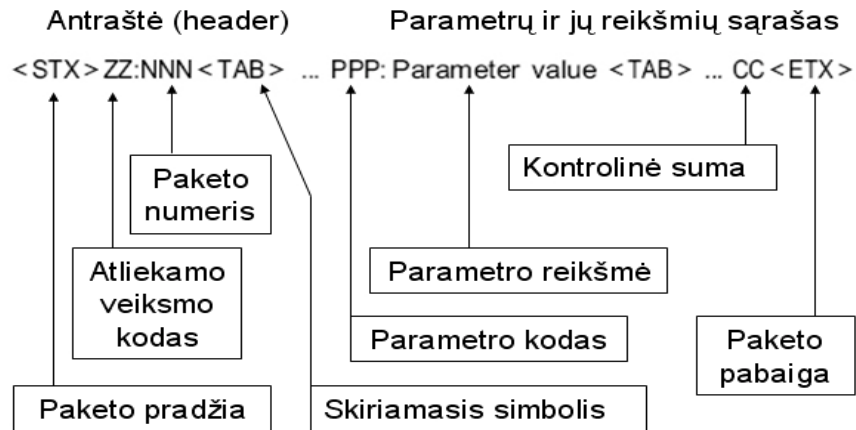 Antraštė (header)
Parametrų ir jų reikšmių sąrašas
<STX>ZZ:NNN<TAB> ... PPP: Parameter value <TAB> ... CC<ETX>
Kontrolinė suma
Paketo
numeris
Parametro reikšmė
Atliekamo
veiksmo
kodas
Parametro kodas
Paketo
pabaiga
Paketo pradžia
Skiriamasis simbolis